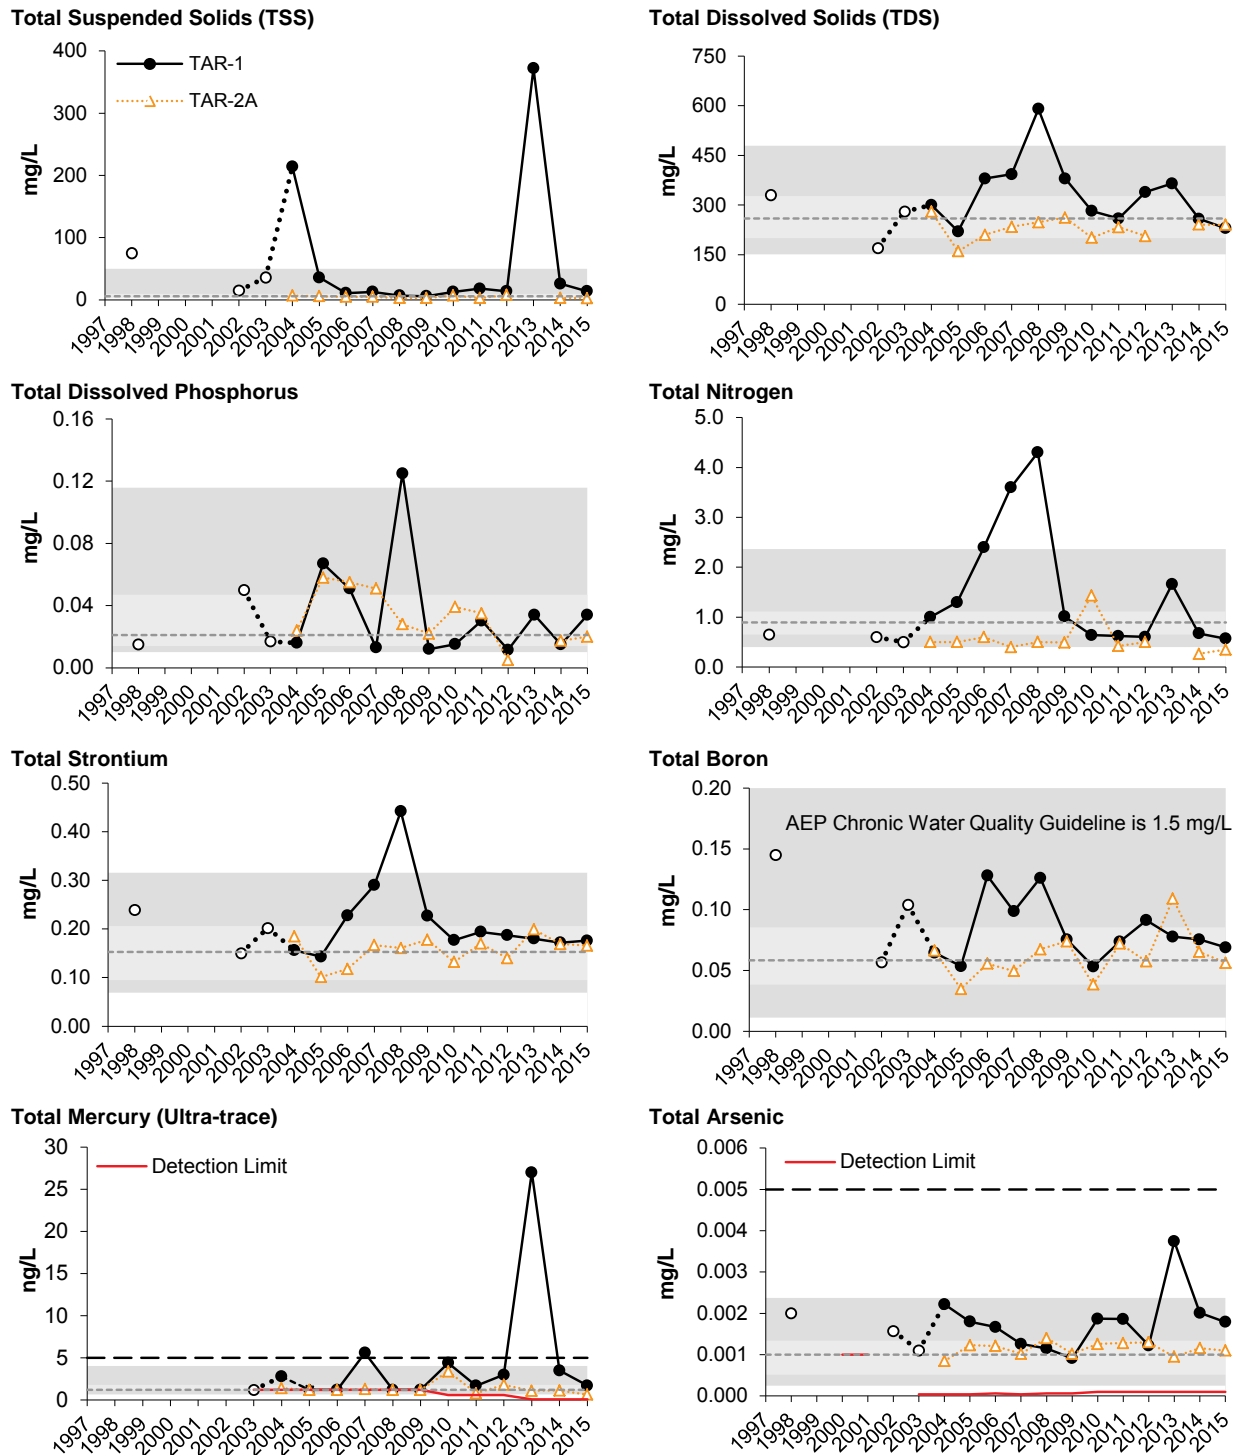 Total Suspended Solids (TSS)
400
300
200
100
0
mg/L
TAR-1
TAR-2A
1997 1998 1999 2000 2001 2002 2003 2004 2005 2006 2007 2008 2009 2010 2011 2012 2013 2014 2015
Total Dissolved Solids (TDS)
750
600
450
300
150
0
mg/L
1997 1998 1999 2000 2001 2002 2003 2004 2005 2006 2007 2008 2009 2010 2011 2012 2013 2014 2015
Total Dissolved Phosphorus
0.16
0.12
0.08
0.04
0.00
mg/L
1997 1998 1999 2000 2001 2002 2003 2004 2005 2006 2007 2008 2009 2010 2011 2012 2013 2014 2015
Total Nitrogen
5.0
4.0
3.0
2.0
1.0
0.0
mg/L
1997 1998 1999 2000 2001 2002 2003 2004 2005 2006 2007 2008 2009 2010 2011 2012 2013 2014 2015
Total Strontium
0.50
0.40
0.30
0.20
0.10
0.00
mg/L
1997 1998 1999 2000 2001 2002 2003 2004 2005 2006 2007 2008 2009 2010 2011 2012 2013 2014 2015
Total Boron
0.20
0.15
0.10
0.05
0.00
mg/L
AEP Chronic Water Quality Guideline is 1.5 mg/L
1997 1998 1999 2000 2001 2002 2003 2004 2005 2006 2007 2008 2009 2010 2011 2012 2013 2014 2015
Total Mercury (Ultra-trace)
30
25
20
15
10
5
0
ng/L
Detection Limit
1997 1998 1999 2000 2001 2002 2003 2004 2005 2006 2007 2008 2009 2010 2011 2012 2013 2014 2015
Total Arsenic
0.006
0.005
0.004
0.003
0.002
0.001
0.000
mg/L
Detection Limit
1997 1998 1999 2000 2001 2002 2003 2004 2005 2006 2007 2008 2009 2010 2011 2012 2013 2014 2015